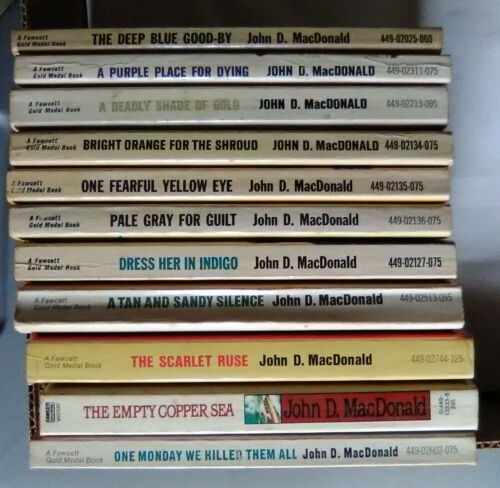 A Fawcett
Gold Medal Book THE DEEP BLUE GOOD-BY John D. MacDonald 449-02025-060
A Fawcett
Gold Medal Book A PURPLE PLACE FOR DYING JOHN D. MacDONALD 449-02311-075
A Fawcett
Gold Medal Book A DEADLY SHADE OF GOLD JOHN D. MacDONALD 449-02213-095
A Fawcett
Gold Medal Book BRIGHT ORANGE FOR THE SHROUD JOHN D. MacDONALD 449-02134-075
A Fawcett
Gold Medal Book ONE FEARFUL YELLOW EYE John D. MacDonald 449-02135-075
A Fawcett
Gold Medal Book PALE GRAY FOR GUILT John D. MacDonald 449-02136-075
A Fawcett
Gold Medal Book DRESS HER IN INDIGO John D. MacDonald 449-02127-075
A Fawcett
Gold Medal Book A TAN AND SANDY SILENCE John D. MacDonald 449-02513-095
A Fawcett
Gold Medal Book THE SCARLET RUSE John D. MacDonald 449-02744-125
FAWCETT
MYSTERY THE EMPTY COPPER SEA John D. MacDonald
A Fawcett
Gold Medal Book ONE MONDAY WE KILLED THEM ALL John D. MacDonald 449-02602-075